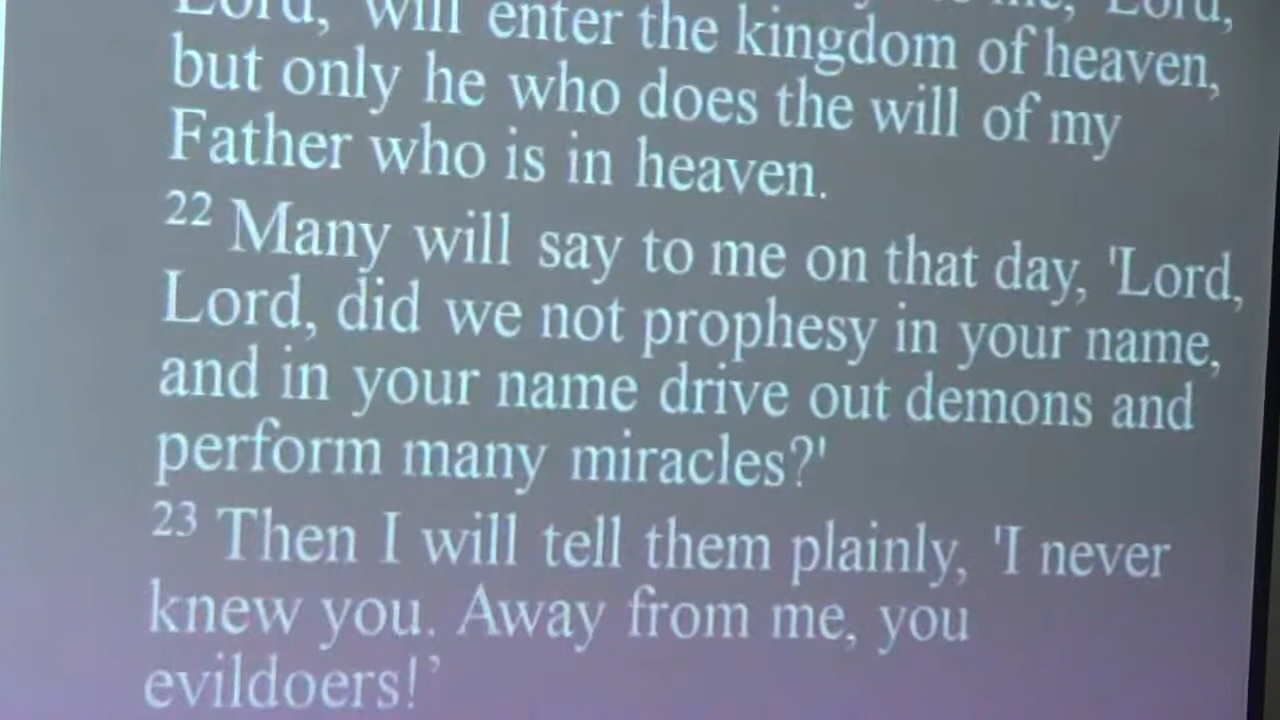 Lord,' will enter the kingdom of heaven,
but only he who does the will of my
Father who is in heaven.
22 Many will say to me on that day, 'Lord,
Lord, did we not prophesy in your name,
and in your name drive out demons and
perform many miracles?'
23 Then I will tell them plainly, 'I never
knew you. Away from me, you
evildoers!’